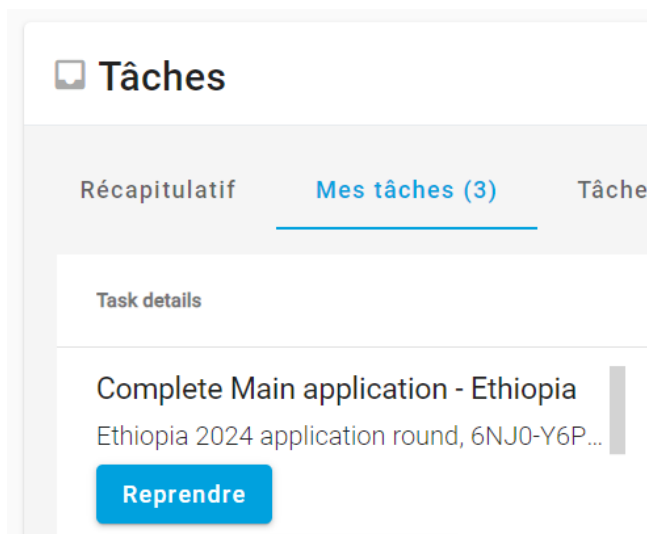 Tâches
Récapitulatif Mes tâches (3) Tâche
Task details
Complete Main application - Ethiopia
Ethiopia 2024 application round, 6NJ0-Y6P...
Reprendre